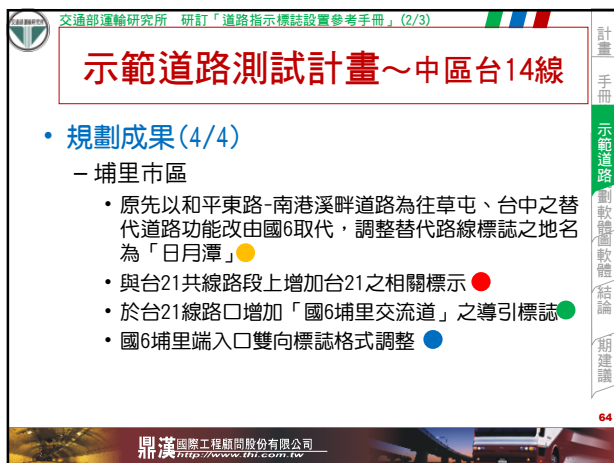 交通部運輸研究所 研訂「道路指示標誌設置參考手冊」(2/3)
示範道路測試計畫～中區台14線
• 規劃成果(4/4)
– 埔里市區
• 原先以和平東路-南港溪畔道路為往草屯、台中之替
代道路功能改由國6取代，調整替代路線標誌之地名
為「日月潭」
• 與台21共線路段上增加台21之相關標示
• 於台21線路口增加「國6埔里交流道」之導引標誌
• 國6埔里端入口雙向標誌格式調整
計畫
手冊
示範道路
劃軟體
圖軟體
結論
期建議
64
鼎漢國際工程顧問股份有限公司
http://www.thi.com.tw